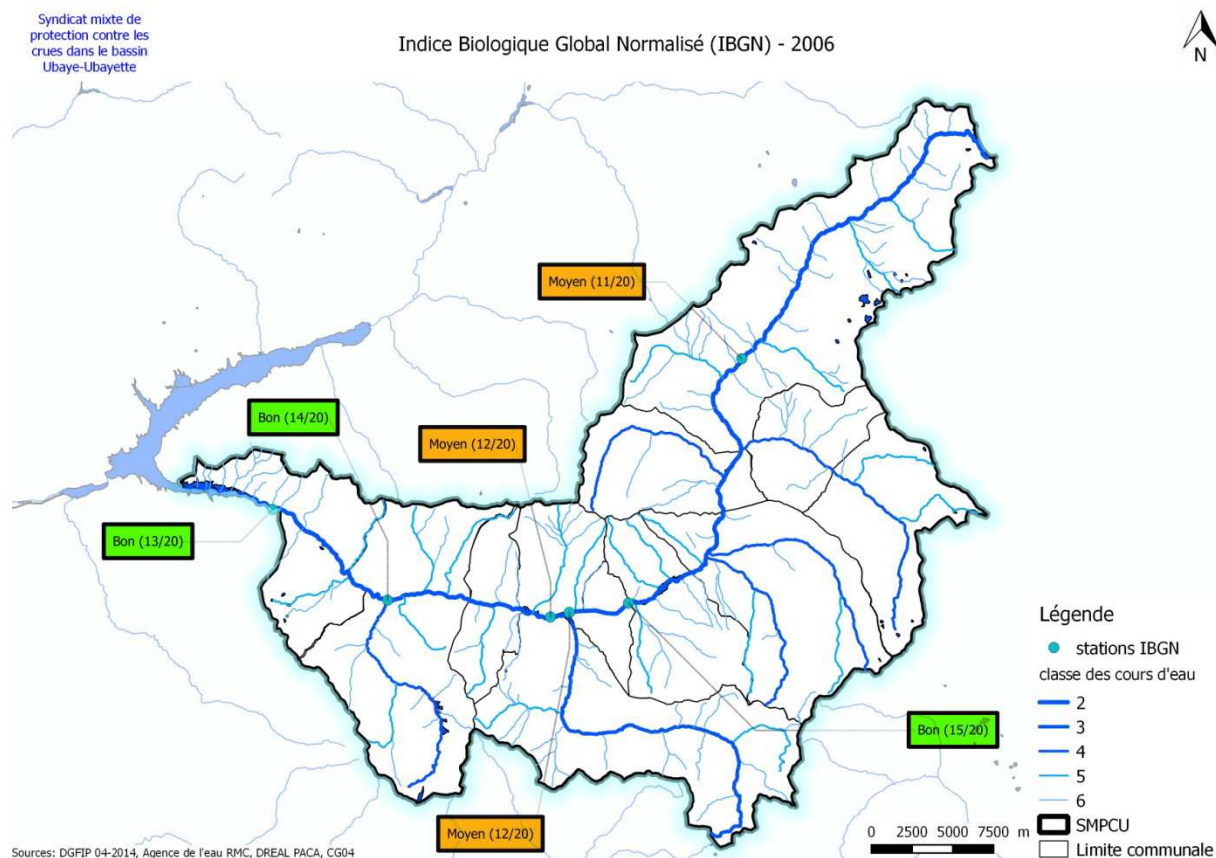 Syndicat mixte de
protection contre les
crues dans le bassin
Ubaye-Ubayette
Indice Biologique Global Normalisé (IBGN) - 2006
N
Moyen (11/20)
Bon (14/20)
Moyen (12/20)
Bon (13/20)
Bon (15/20)
Moyen (12/20)
Légende
stations IBGN
classe des cours d'eau
2
3
4
5
6
SMPCU
Limite communale
0 2500 5000 7500 m
Sources: DGFIP 04-2014, Agence de l'eau RMC, DREAL PACA, CG04